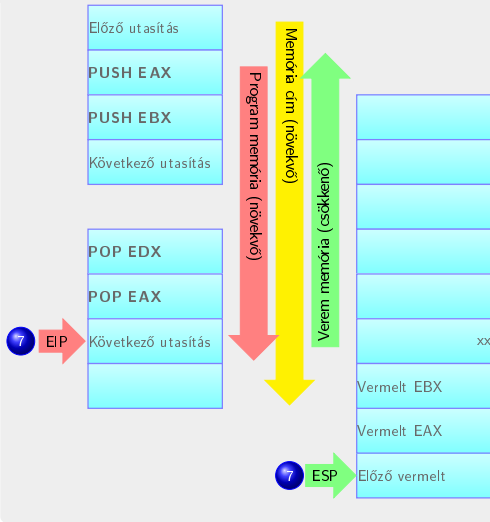 Előző utasítás
PUSH EAX
PUSH EBX
Következő utasítás
POP EDX
POP EAX
7
EIP
Következő utasítás
Program memória (növekvő)
Memória cím (növekvő)
Verem memória (csökkenő)
xx
Vermelt EBX
Vermelt EAX
7
ESP
Előző vermelt